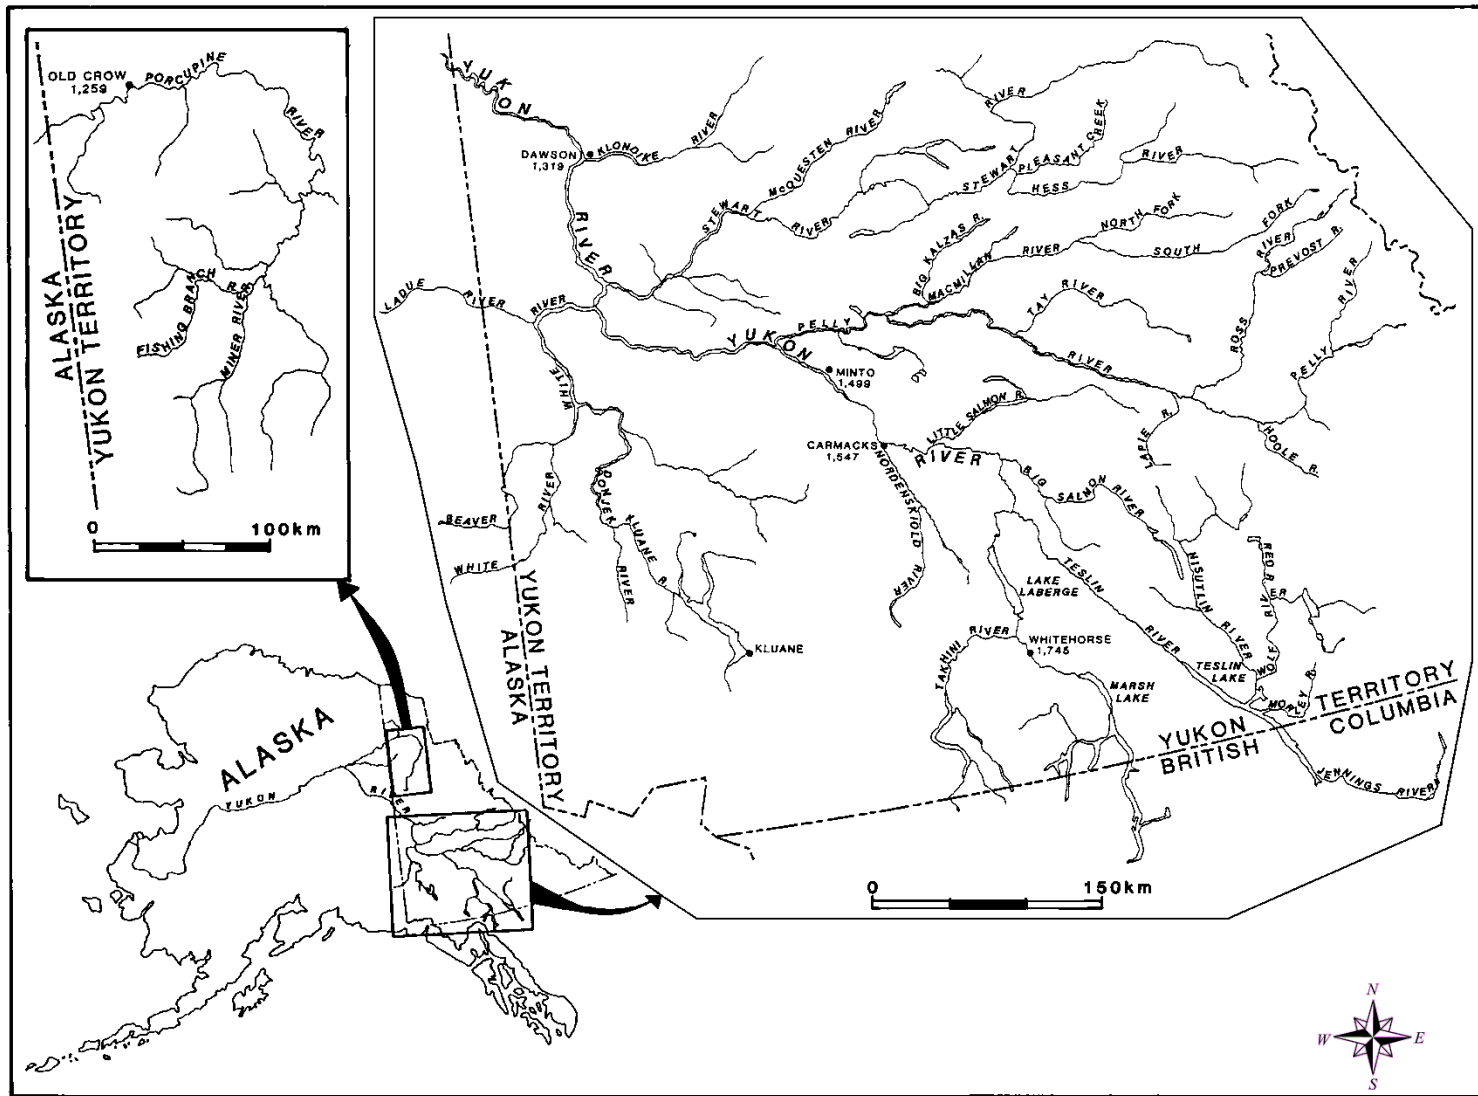 OLD CROW
1,259
PORCUPINE
RIVER
ALASKA
YUKON TERRITORY
FISHING BRANCH R.
MINER RIVER
0 100km
YUKON
RIVER
DAWSON
1,319
KLONDIKE RIVER
STEWART RIVER
McQUESTEN RIVER
STEWART
RIVER
PLEASANT CREEK
HESS RIVER
BIG KALZAS R.
MACMILLAN RIVER
NORTH FORK
SOUTH FORK
RIVER
PREVOST R.
ROSS
TAY RIVER
PELLY RIVER
PELLY RIVER
LADUE RIVER
RIVER
WHITE
YUKON
MINTO
1,499
LITTLE SALMON R.
CARMACKS
1,547
RIVER
NORDENSKIOLD RIVER
BIG SALMON RIVER
LAPIE R.
HOOLE R.
DONJEK
RIVER
KLUANE R.
RIVER
BEAVER
WHITE
YUKON TERRITORY
ALASKA
KLUANE
LAKE
LABERGE
TESLIN RIVER
NISUTLIN RIVER
RED R
RIVER
WOLF
TAKHINI RIVER
WHITEHORSE
1,745
MARSH
LAKE
TESLIN
LAKE
MORLEY R.
YUKON TERRITORY
BRITISH COLUMBIA
JENNINGS RIVER
0 150km
ALASKA
YUKON RIVER
N
W E
S